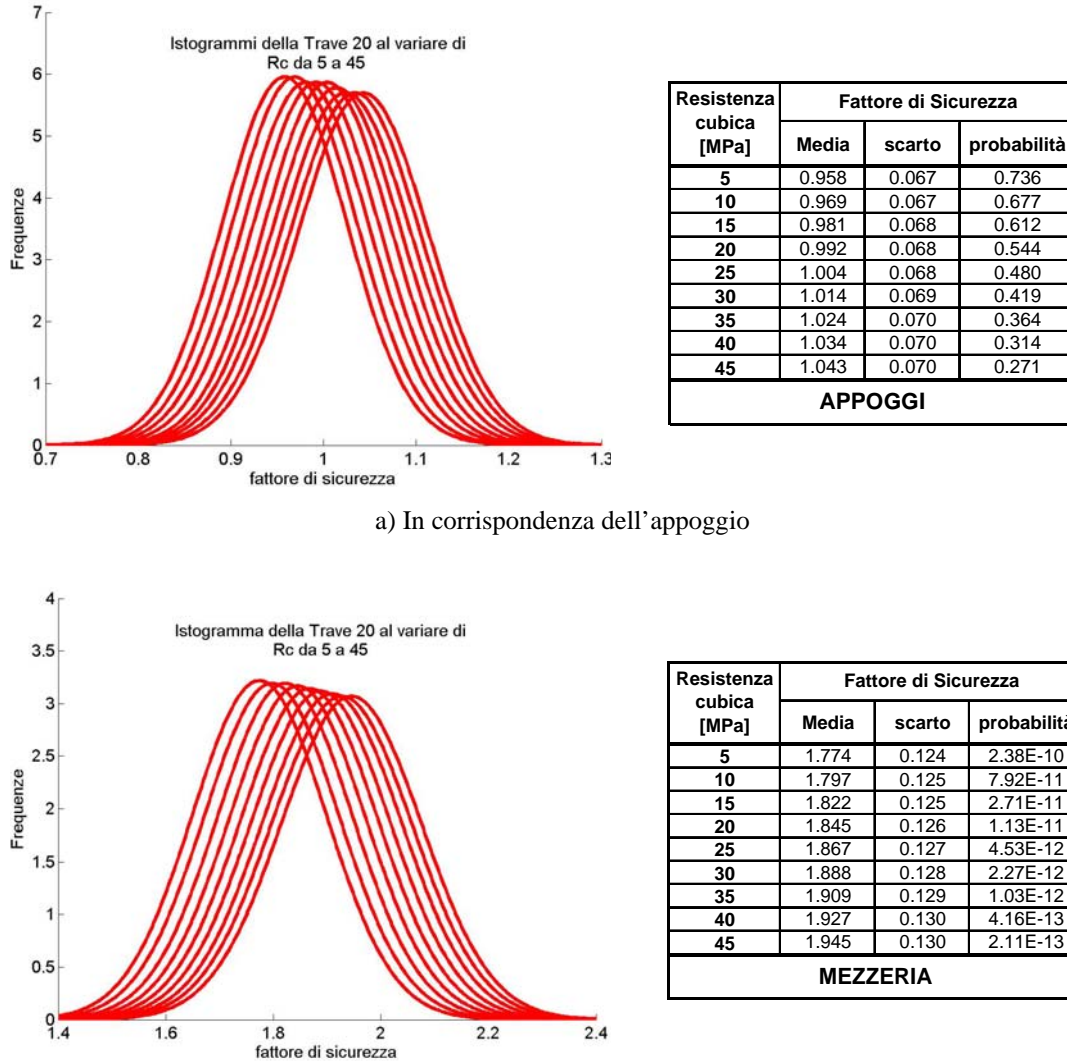 Istogrammi della Trave 20 al variare di
Rc da 5 a 45
7
6
5
4
3
2
1
0
Frequenze
0.7 0.8 0.9 1 1.1 1.2 1.3
fattore di sicurezza
Resistenza cubica [MPa] Fattore di Sicurezza
Media scarto probabilità
5 0.958 0.067 0.736
10 0.969 0.067 0.677
15 0.981 0.068 0.612
20 0.992 0.068 0.544
25 1.004 0.068 0.480
30 1.014 0.069 0.419
35 1.024 0.070 0.364
40 1.034 0.070 0.314
45 1.043 0.070 0.271
APPOGGI
a) In corrispondenza dell’appoggio
Istogramma della Trave 20 al variare di
Rc da 5 a 45
4
3.5
3
2.5
2
1.5
1
0.5
0
Frequenze
1.4 1.6 1.8 2 2.2 2.4
fattore di sicurezza
Resistenza cubica [MPa] Fattore di Sicurezza
Media scarto probabilità
5 1.774 0.124 2.38E-10
10 1.797 0.125 7.92E-11
15 1.822 0.125 2.71E-11
20 1.845 0.126 1.13E-11
25 1.867 0.127 4.53E-12
30 1.888 0.128 2.27E-12
35 1.909 0.129 1.03E-12
40 1.927 0.130 4.16E-13
45 1.945 0.130 2.11E-13
MEZZERIA